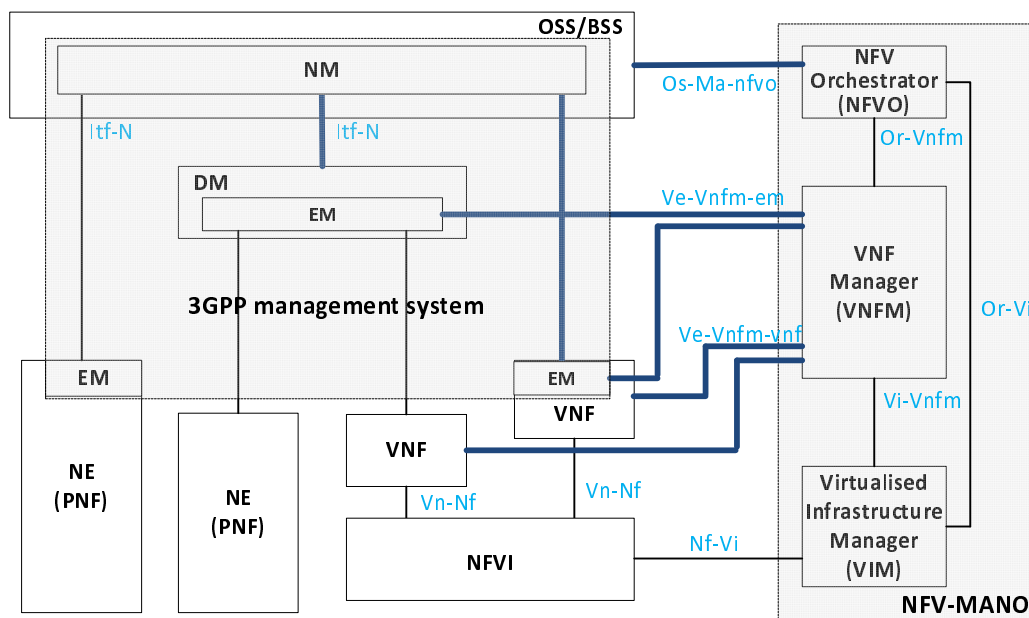 OSS/BSS
NM
NFV
Orchestrator
(NFVO)
Os-Ma-nfvo
Itf-N
Itf-N
Or-Vnfm
DM
EM
Ve-Vnfm-em
VNF
Manager
(VNFM)
3GPP management system
Or-Vi
Ve-Vnfm-vnf
EM
EM
Vi-Vnfm
VNF
VNF
NE
(PNF)
NE
(PNF)
Vn-Nf
Vn-Nf
Virtualised
Infrastructure
Manager
(VIM)
Nf-Vi
NFVI
NFV-MANO